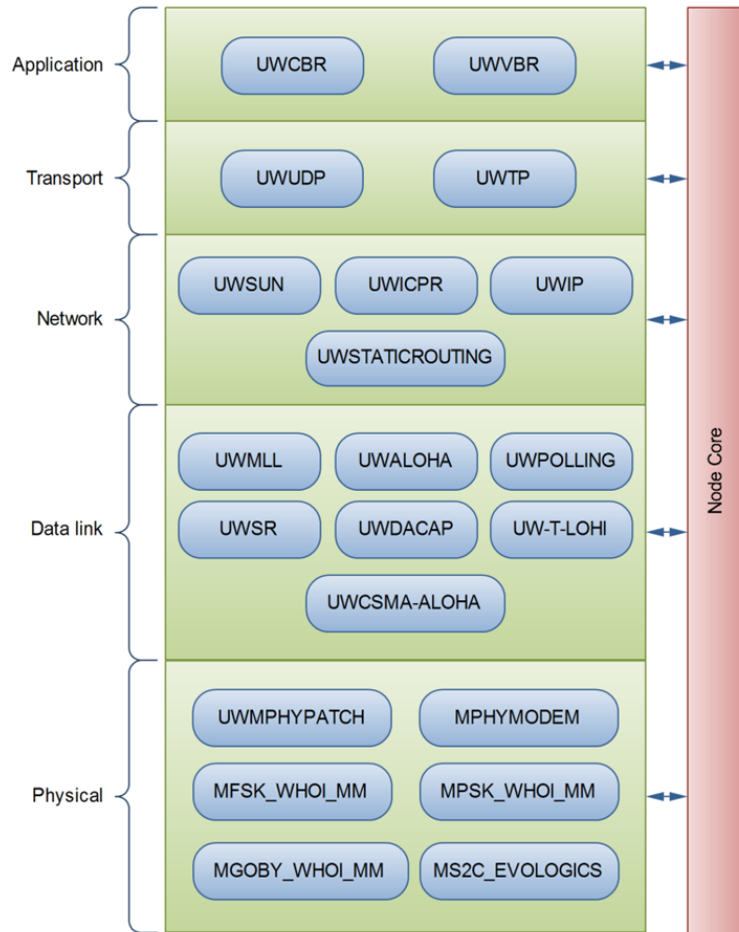 Application
UWCBR
UWVBR
Transport
UWUDP
UWTP
Network
UWSUN
UWICPR
UWIP
UWSTATICROUTING
Data link
UWMLL
UWALOHA
UWPOLLING
UWSR
UWDACAP
UW-T-LOHI
UWCSMA-ALOHA
Physical
UWMPHYPATCH
MPHYMODEM
MFSK_WHOI_MM
MPSK_WHOI_MM
MGOBY_WHOI_MM
MS2C_EVOLOGICS
Node Core